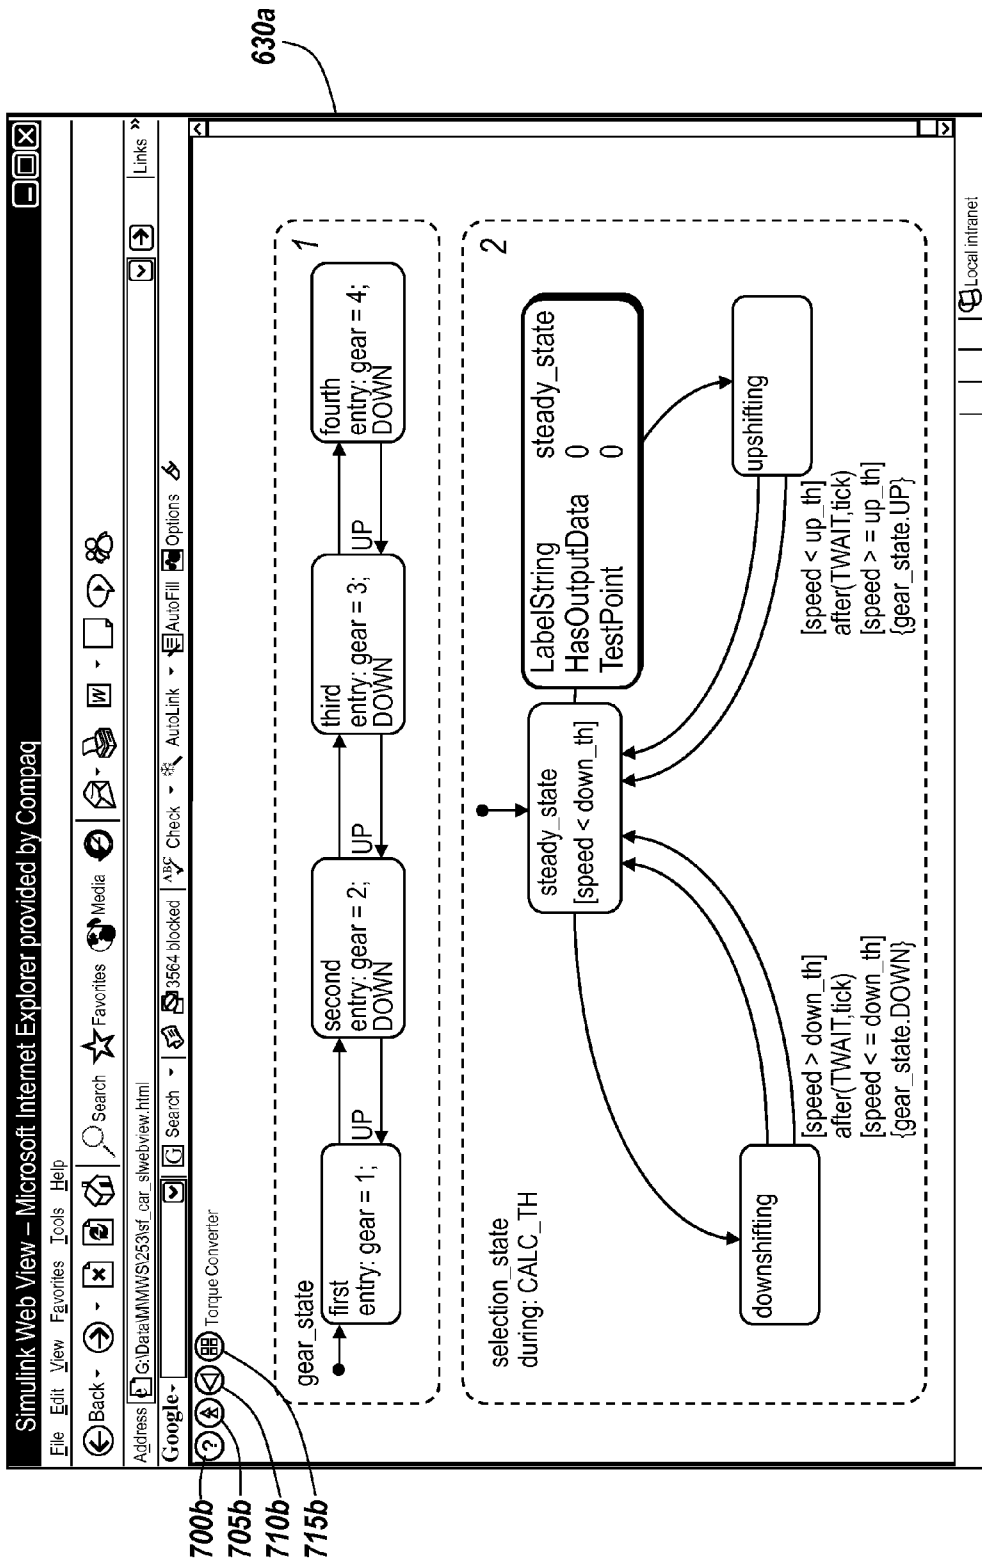 630a
Simulink Web View – Microsoft Internet Explorer provided by Compaq
File Edit View Favorites Tools Help
Back Search Favorites Media W
Address G:\Data\M\MWS\253\sf_car_slwebview.html Links »
Google G Search 3564 blocked ABC Check AutoLink AutoFill Options
? Torque Converter
700b
705b
710b
715b
1
gear_state
first
entry: gear = 1;
UP
second
entry: gear = 2;
DOWN
UP
third
entry: gear = 3;
DOWN
UP
fourth
entry: gear = 4;
DOWN
2
selection_state
during: CALC_TH
steady_state
[speed < down_th]
LabelString steady_state
HasOutputData 0
TestPoint 0
downshifting
[speed > down_th]
after(TWAIT,tick)
[speed < = down_th]
{gear_state.DOWN}
upshifting
[speed < up_th]
after(TWAIT,tick)
[speed > = up_th]
{gear_state.UP}
Local intranet